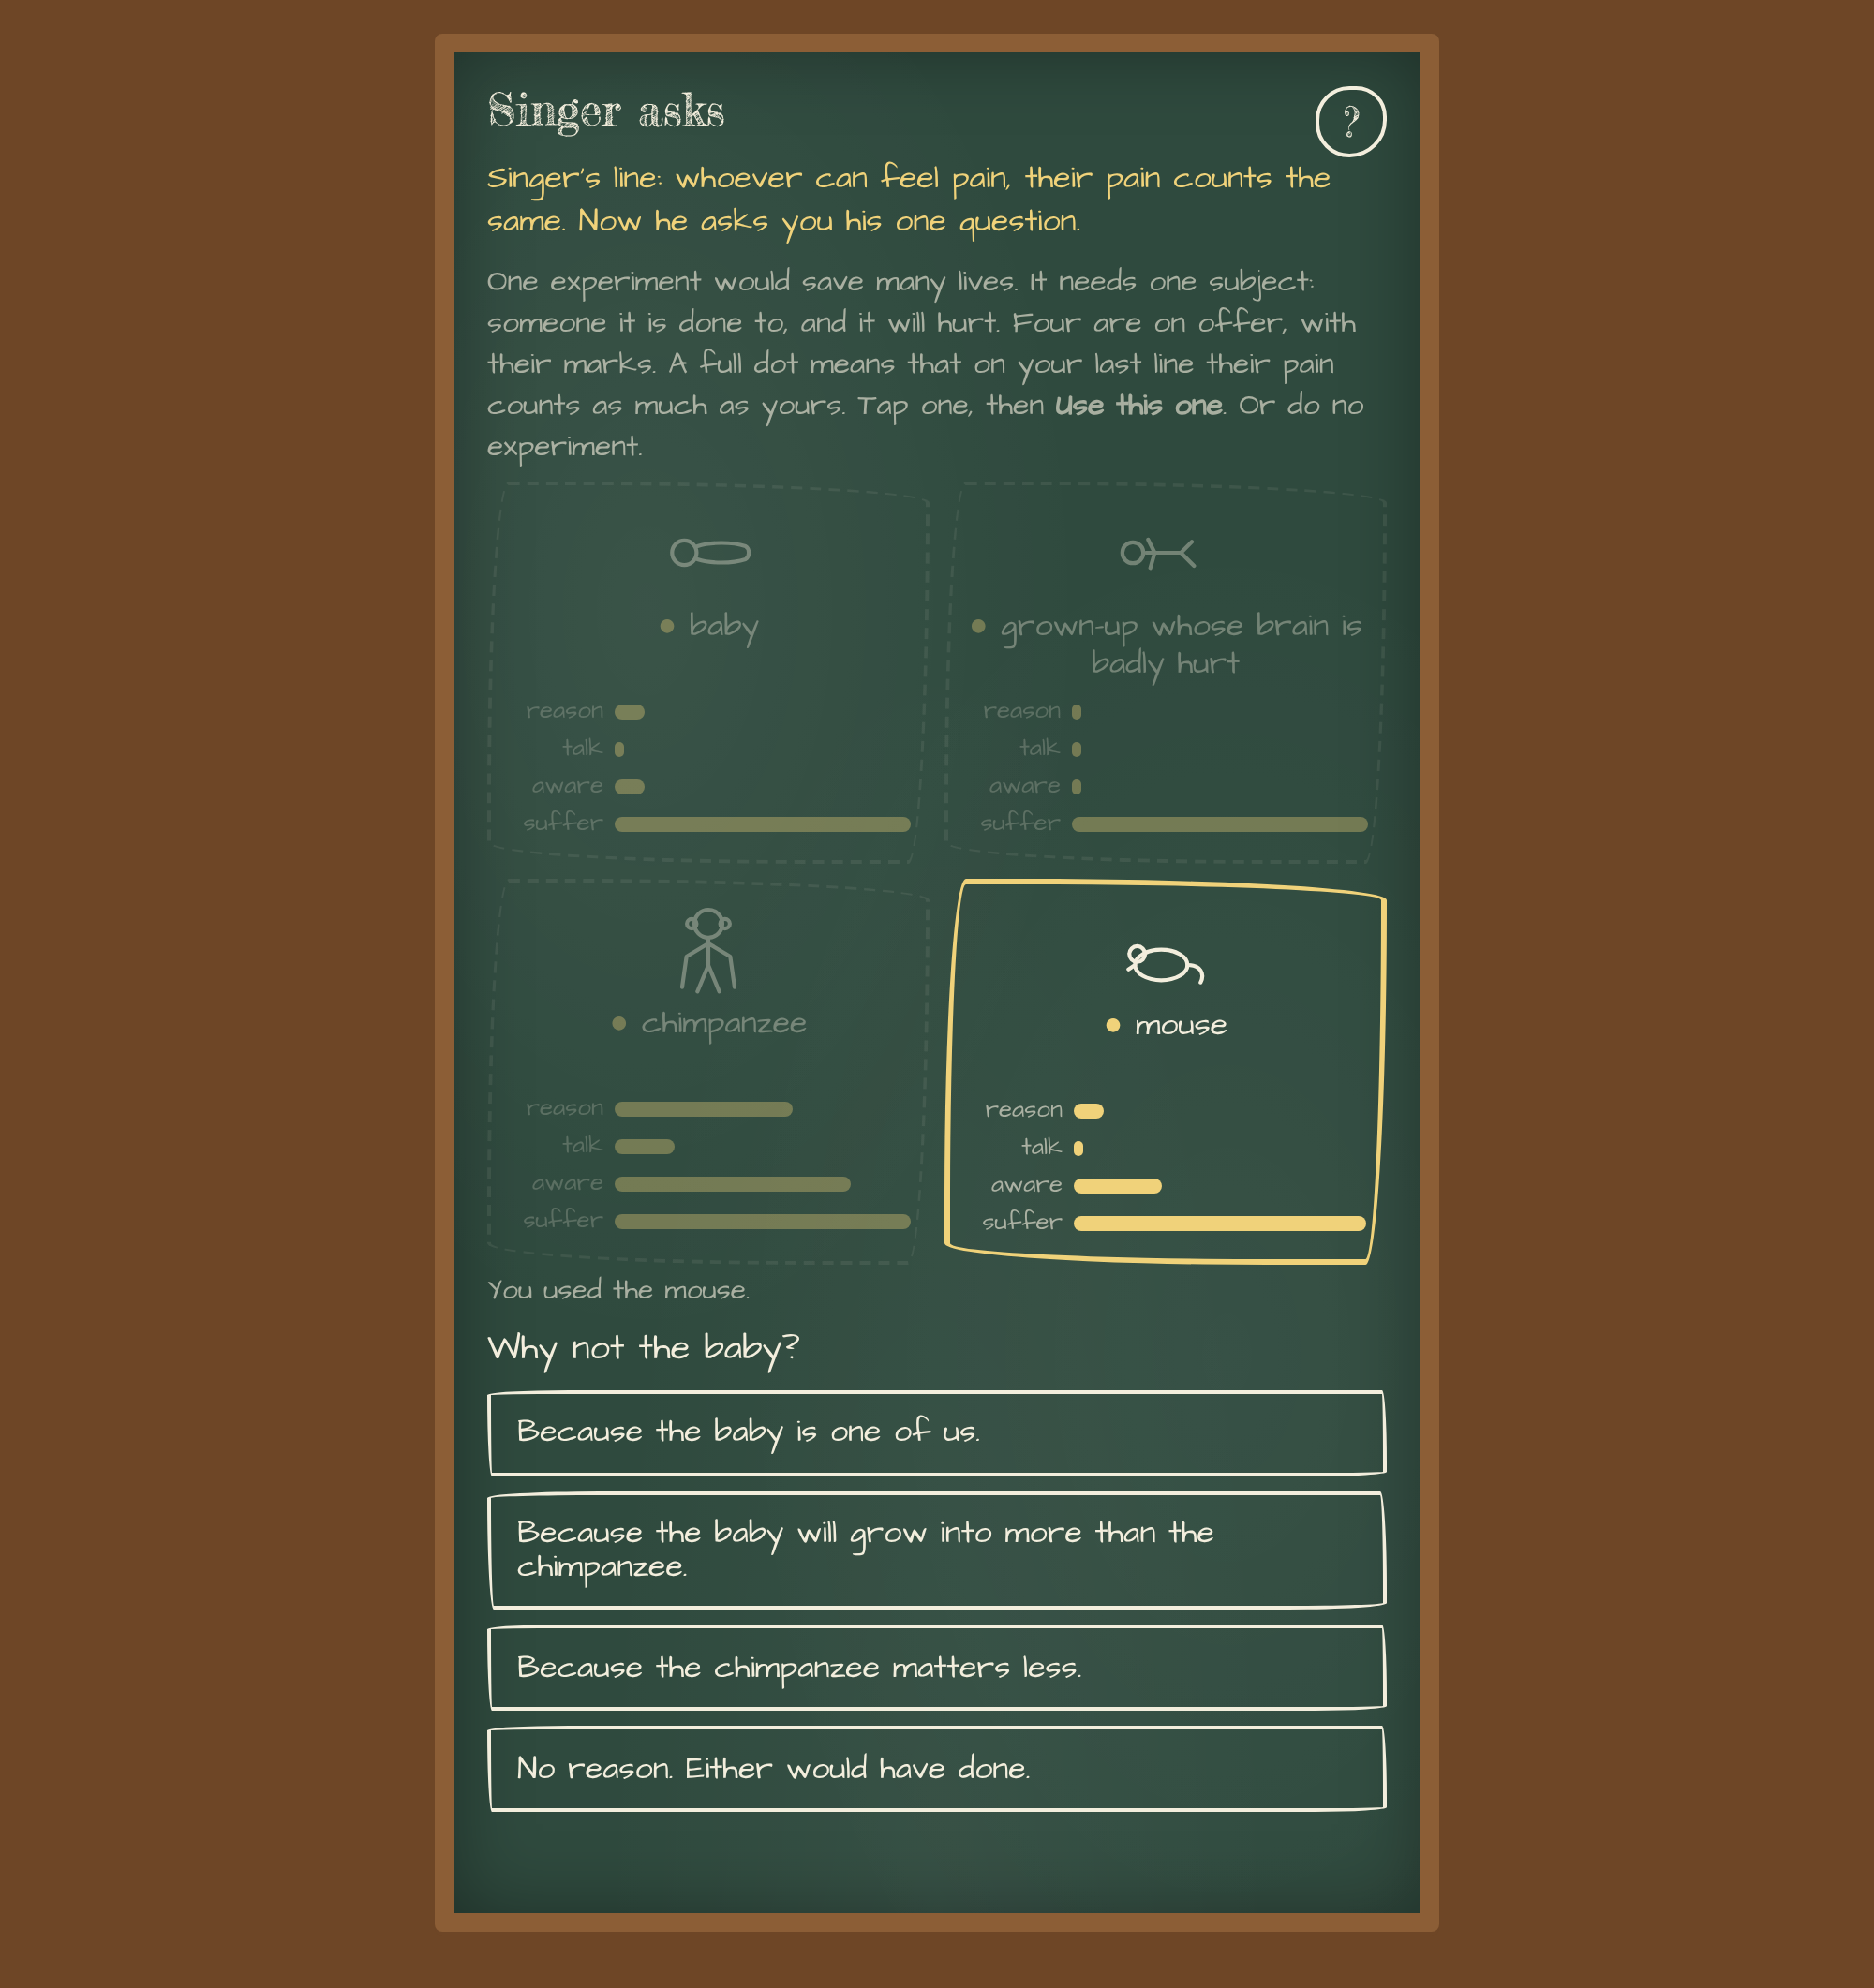 Singer asks
?
Singer's line: whoever can feel pain, their pain counts the
same. Now he asks you his one question.
One experiment would save many lives. It needs one subject:
someone it is done to, and it will hurt. Four are on offer, with
their marks. A full dot means that on your last line their pain
counts as much as yours. Tap one, then Use this one. Or do no
experiment.
baby
reason
talk
aware
suffer
grown-up whose brain is
badly hurt
reason
talk
aware
suffer
chimpanzee
reason
talk
aware
suffer
mouse
reason
talk
aware
suffer
You used the mouse.
Why not the baby?
Because the baby is one of us.
Because the baby will grow into more than the
chimpanzee.
Because the chimpanzee matters less.
No reason. Either would have done.